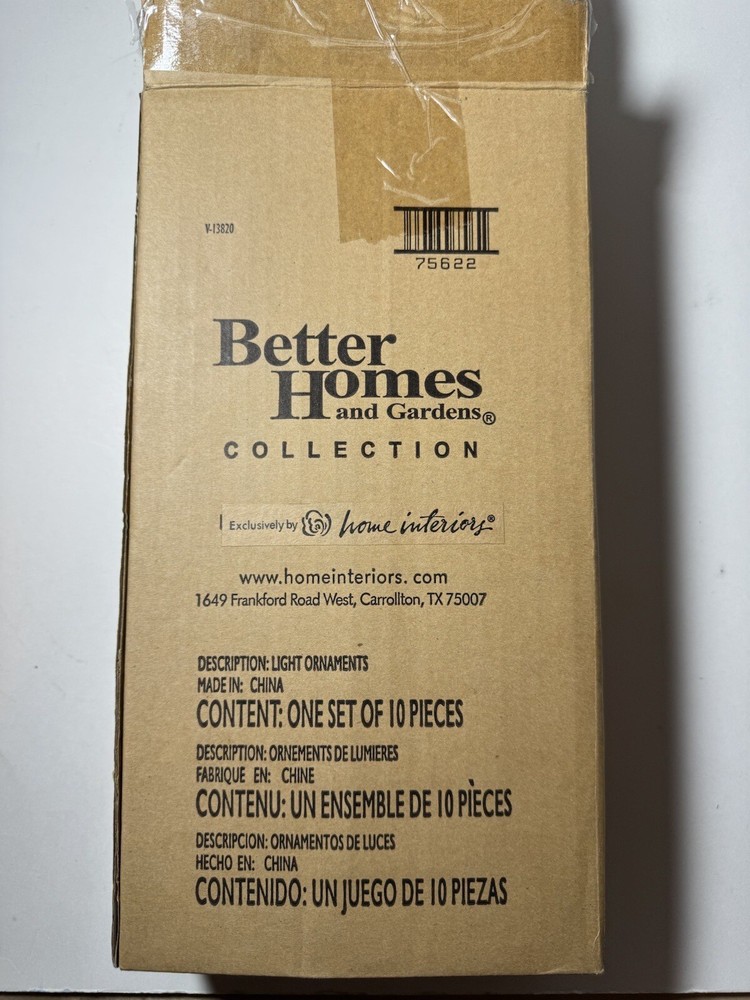 V-13820
75622
Better
Homes
and Gardens®
COLLECTION
Exclusively by home interiors®
www.homeinteriors. com
1649 Frankford Road West, Carrollton, TX 75007
DESCRIPTION: LIGHT ORNAMENTS
MADE IN: CHINA
CONTENT: ONE SET OF 10 PIECES
DESCRIPTION: ORNEMENTS DE LUMIERES
FABRIQUE EN: CHINE
CONTENU: UN ENSEMBLE DE 10 PIÈCES
DESCRIPCION: ORNAMENTOS DE LUCES
HECHO EN: CHINA
CONTENIDO: UN JUEGO DE 10 PIEZAS